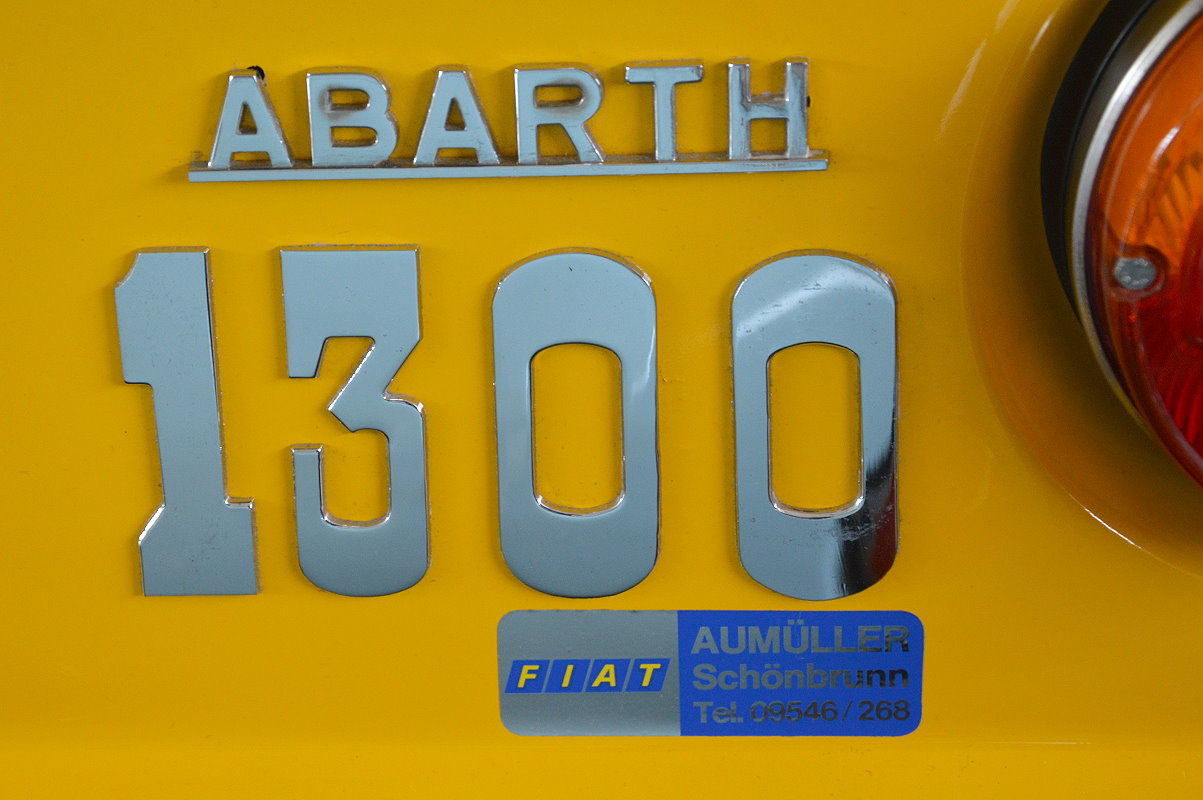 ABARTH
1300
FIAT
AUMÜLLER
Schönbrunn
Tel. 09546/268